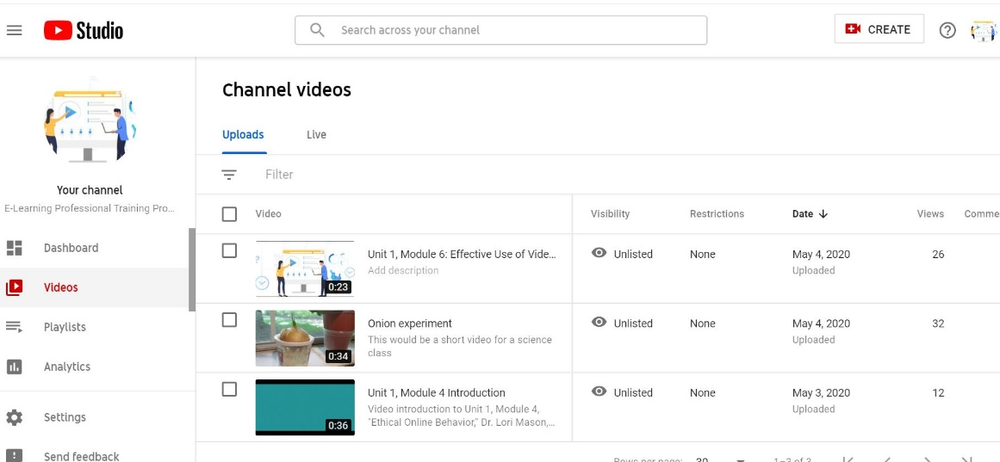 Studio
Search across your channel
CREATE
Channel videos
Uploads Live
Filter
Your channel
E-Learning Professional Training Pro...
Dashboard
Videos
Playlists
Analytics
Settings
Send feedback
Video Visibility Restrictions Date Views Comme
Unit 1, Module 6: Effective Use of Vide... Unlisted None May 4, 2020 26
Add description Uploaded
0:23
Onion experiment Unlisted None May 4, 2020 32
This would be a short video for a science Uploaded
class
0:34
Unit 1, Module 4 Introduction Unlisted None May 3, 2020 12
Video introduction to Unit 1, Module 4, Uploaded
"Ethical Online Behavior," Dr. Lori Mason,...
0:36
Rows per page: 30 1–3 of 3